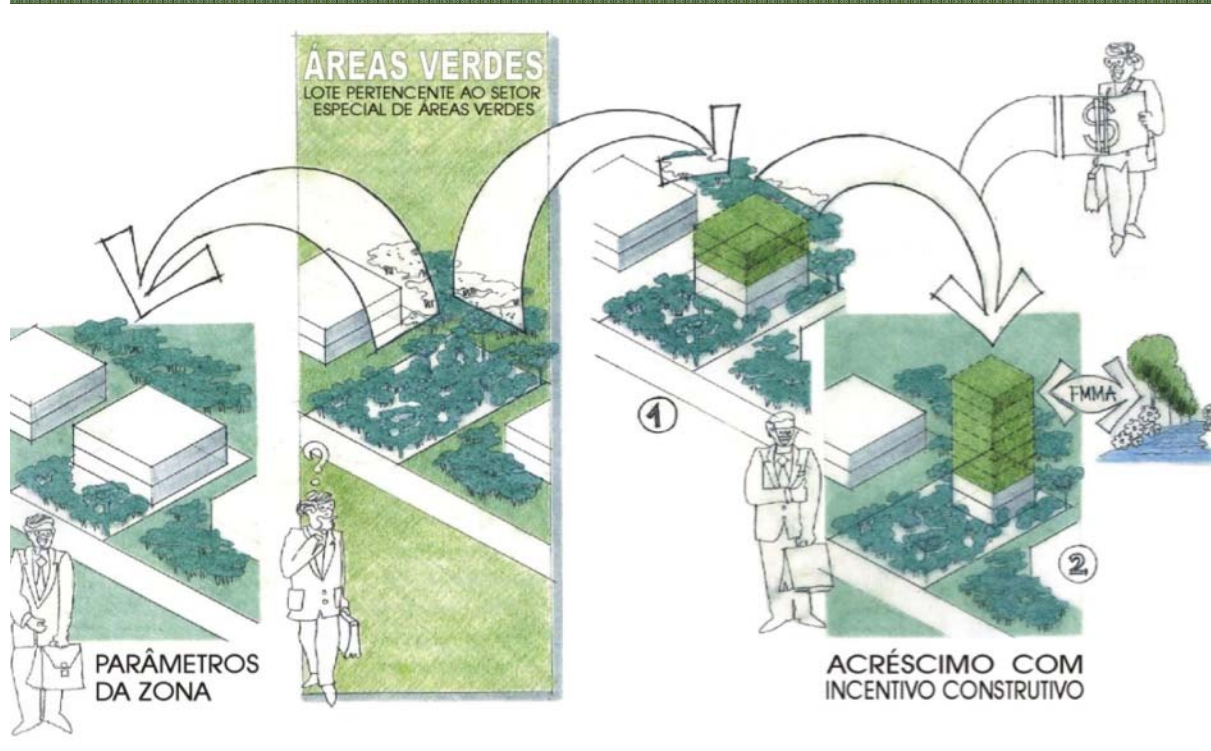 ÁREAS VERDES
LOTE PERTENCENTE AO SETOR
ESPECIAL DE ÁREAS VERDES
$
?
1
FMMA
2
PARÂMETROS
DA ZONA
ACRÉSCIMO COM
INCENTIVO CONSTRUTIVO